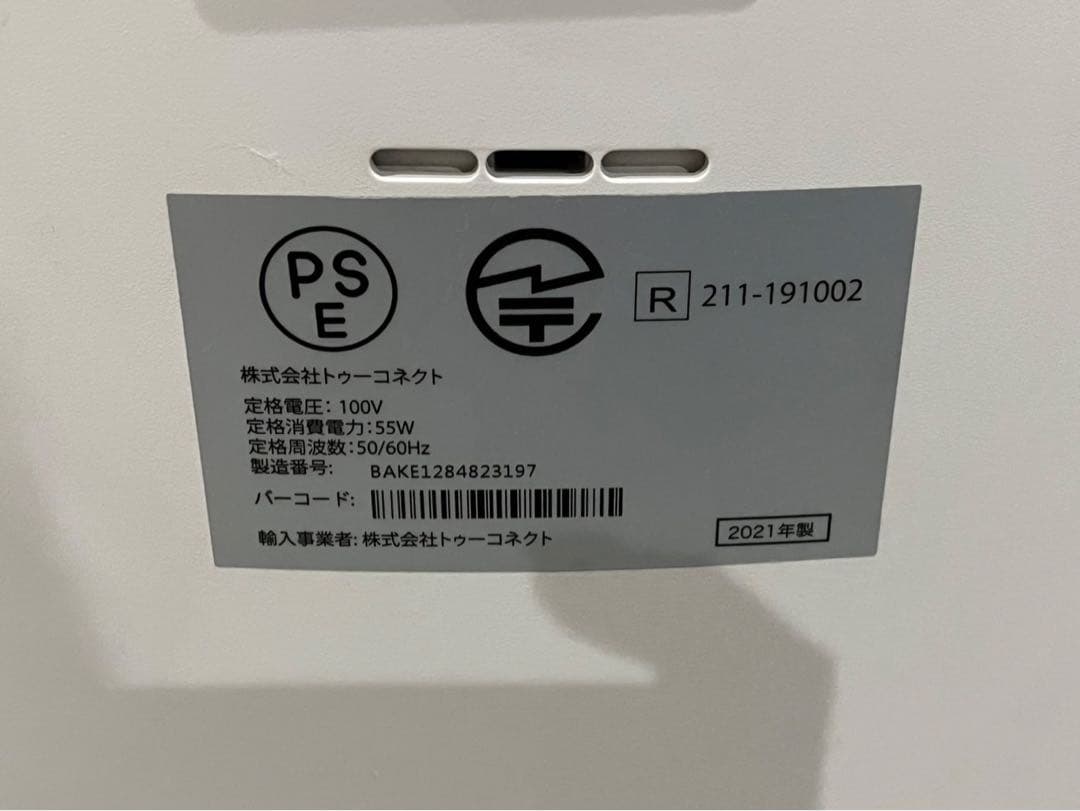 PS
E
R 211-191002
株式会社トゥーコネクト
定格電圧: 100V
定格消費電力:55W
定格周波数:50/60Hz
製造番号: BAKE1284823197
バーコード:
輸入事業者: 株式会社トゥーコネクト
2021年製